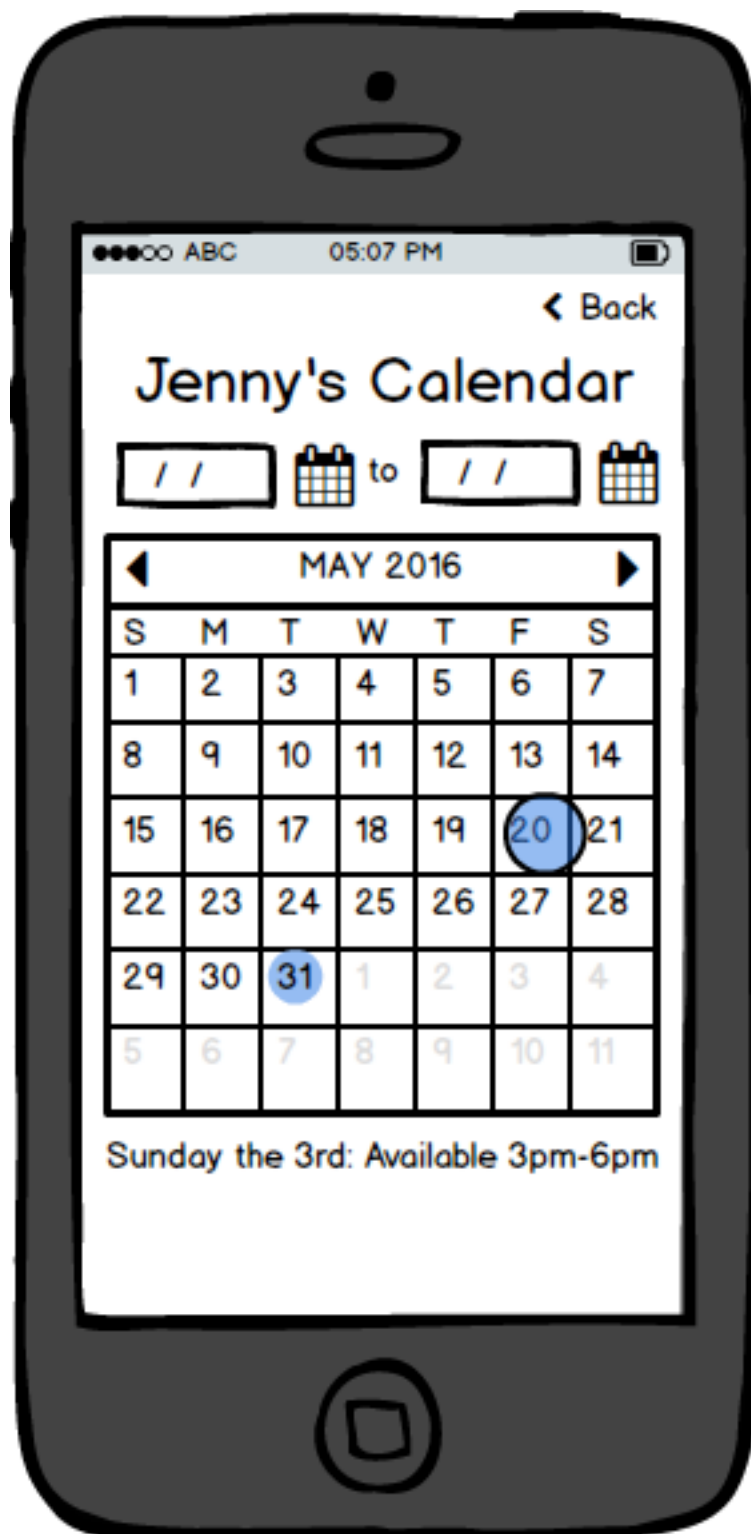 ABC 05:07 PM
Back
Jenny's Calendar
/ / to / /
MAY 2016
S M T W T F S
1 2 3 4 5 6 7
8 9 10 11 12 13 14
15 16 17 18 19 20 21
22 23 24 25 26 27 28
29 30 31 1 2 3 4
5 6 7 8 9 10 11
Sunday the 3rd: Available 3pm-6pm